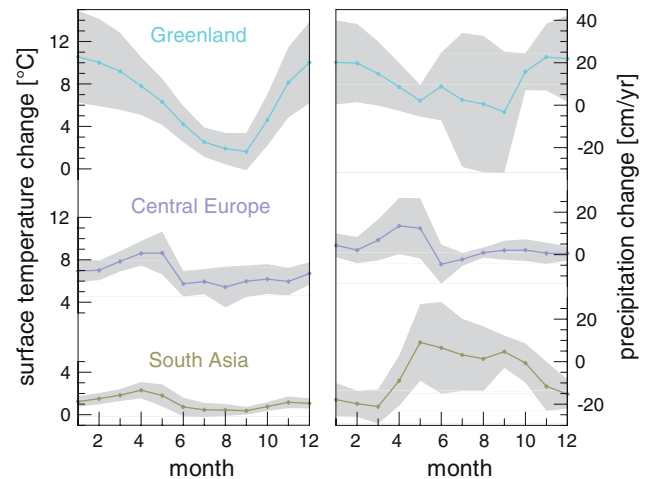 surface temperature change [°C]
12
8
4
0
12
8
4
4
0
Greenland
Central Europe
South Asia
2 4 6 8 10 12
month
2 4 6 8 10 12
month
40
20
0
-20
20
0
20
0
-20
precipitation change [cm/yr]